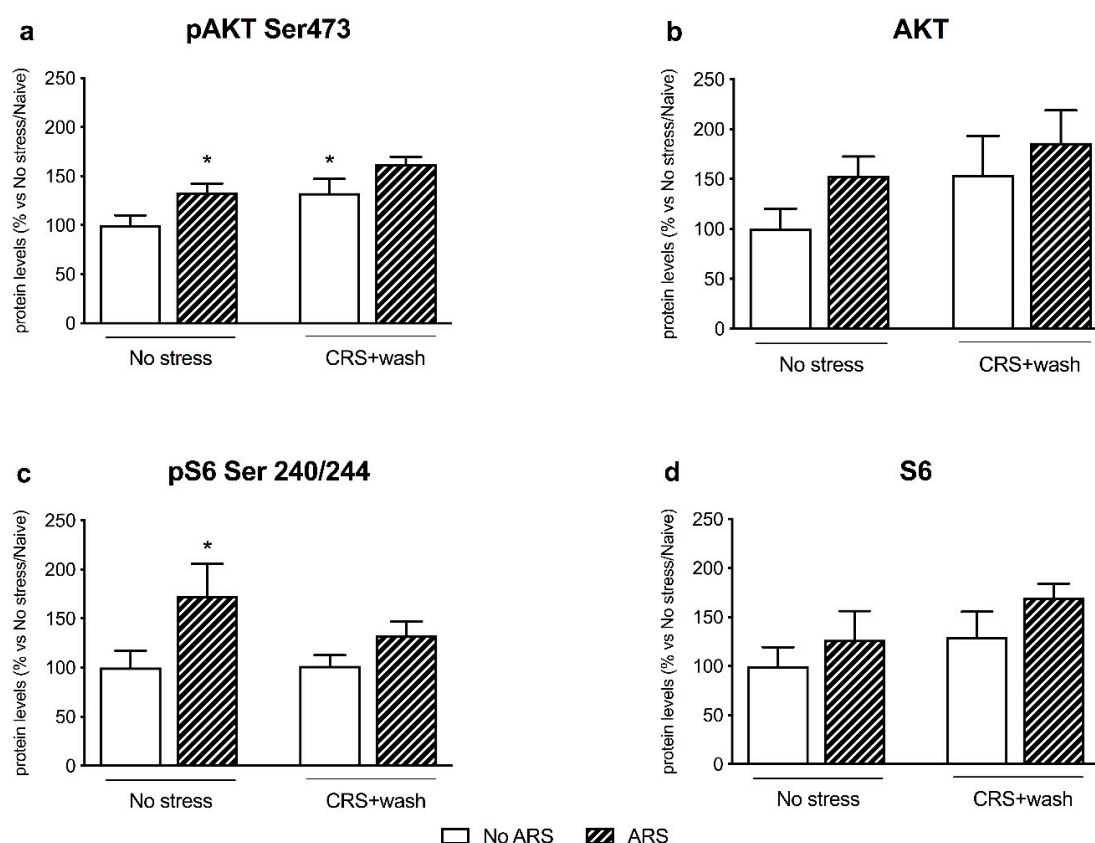 a
pAKT Ser473
protein levels (% vs No stress/Naive)
250
200
150
100
50
0
*
*
No stress
CRS+wash
b
AKT
protein levels (% vs No stress/Naive)
250
200
150
100
50
0
No stress
CRS+wash
c
pS6 Ser 240/244
protein levels (% vs No stress/Naive)
250
200
150
100
50
0
*
No stress
CRS+wash
d
S6
protein levels (% vs No stress/Naive)
250
200
150
100
50
0
No stress
CRS+wash
No ARS
ARS